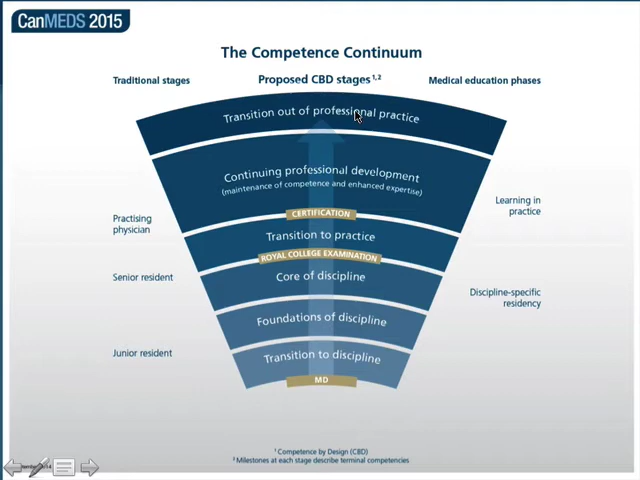 CanMEDS 2015
The Competence Continuum
Traditional stages
Proposed CBD stages 1,2
Medical education phases
Transition out of professional practice
Continuing professional development
(maintenance of competence and enhanced expertise)
CERTIFICATION
Learning in
practice
Practising
physician
Transition to practice
ROYAL COLLEGE EXAMINATION
Senior resident
Core of discipline
Discipline-specific
residency
Foundations of discipline
Junior resident
Transition to discipline
MD
1 Competence by Design (CBD)
2 Milestones at each stage describe terminal competencies